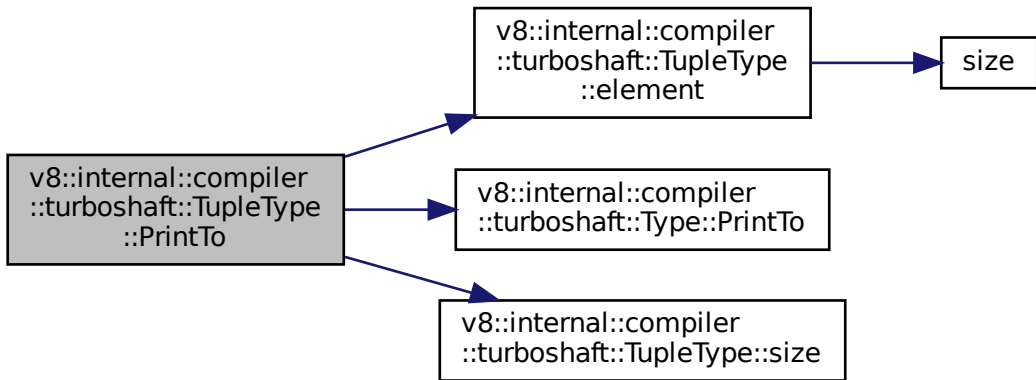 v8::internal::compiler
::turboshaft::TupleType
::PrintTo
v8::internal::compiler
::turboshaft::TupleType
::element
size
v8::internal::compiler
::turboshaft::Type::PrintTo
v8::internal::compiler
::turboshaft::TupleType::size